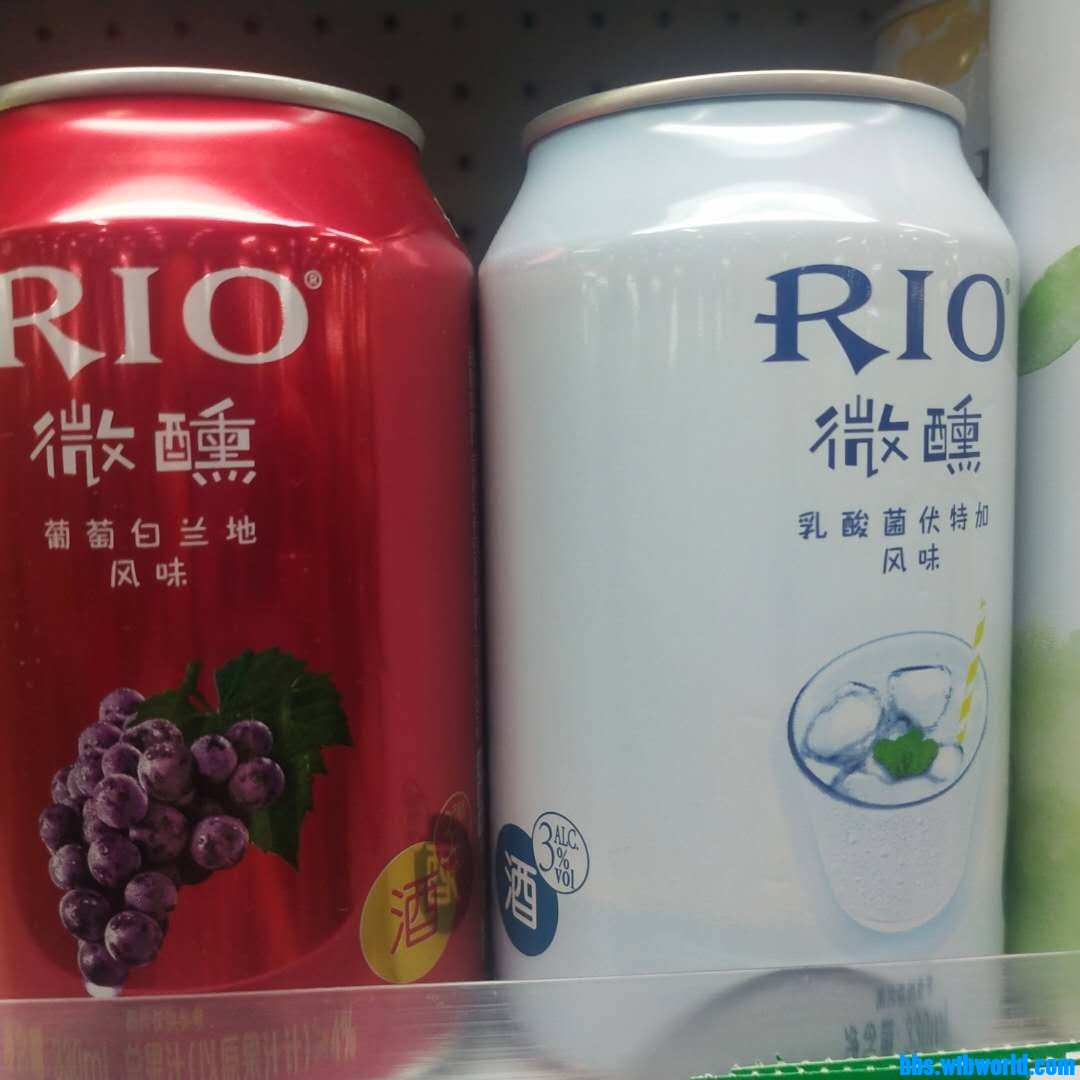 RIO®
微醺
葡萄白兰地
风味
酒
RIO
微醺
乳酸菌伏特加
风味
酒
3% ALC. VOl
bbs.wtbworld.com